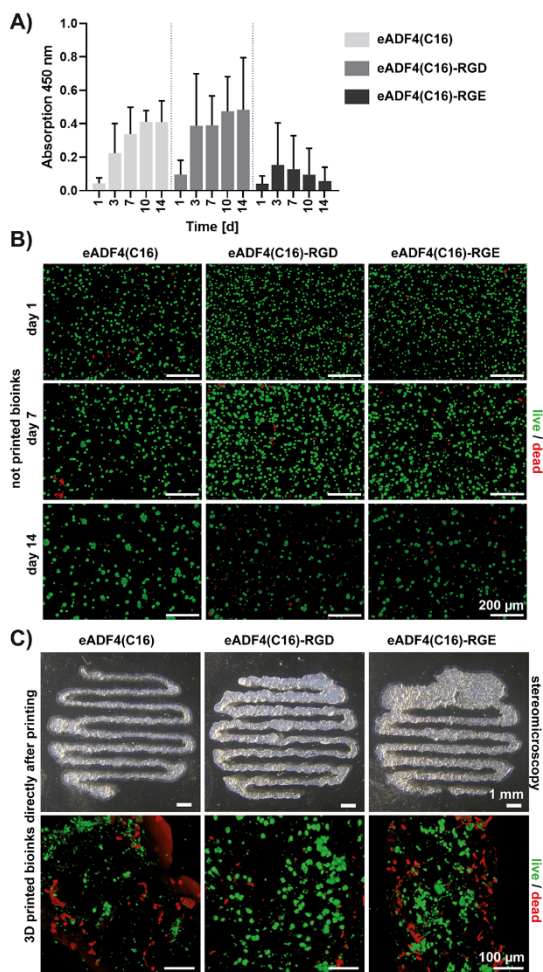 A)
1.0
0.8
0.6
0.4
0.2
0.0
Absorption 450 nm
1 3 7 10 14 1 3 7 10 14 1 3 7 10 14
Time [d]
eADF4(C16)
eADF4(C16)-RGD
eADF4(C16)-RGE
B)
eADF4(C16) eADF4(C16)-RGD eADF4(C16)-RGE
not printed bioinks
day 1
day 7
day 14
live / dead
200 µm
C)
eADF4(C16) eADF4(C16)-RGD eADF4(C16)-RGE
3D printed bioinks directly after printing
stereomicroscopy
1 mm
live / dead
100 µm